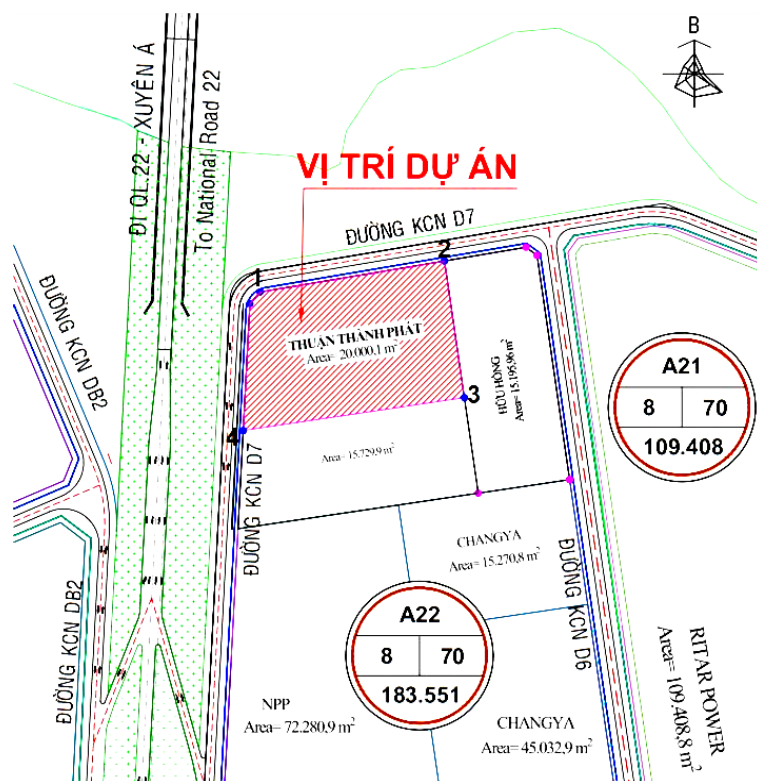 B
ĐI QL.22 - XUYÊN Á
To National Road 22
VỊ TRÍ DỰ ÁN
ĐƯỜNG KCN D7
1
2
THUẬN THÀNH PHÁT
Area= 20.000,1 m²
HỮU HỒNG
Area= 15.195,96 m²
ĐƯỜNG KCN DB2
A21
8 70
109.408
3
4
Area= 15.729,9 m²
ĐƯỜNG KCN D7
CHANGYA
Area= 15.270,8 m²
ĐƯỜNG KCN DB2
ĐƯỜNG KCN D6
A22
8 70
183.551
RITAR POWER
Area= 109.408,8 m²
NPP
Area= 72.280,9 m²
CHANGYA
Area= 45.032,9 m²